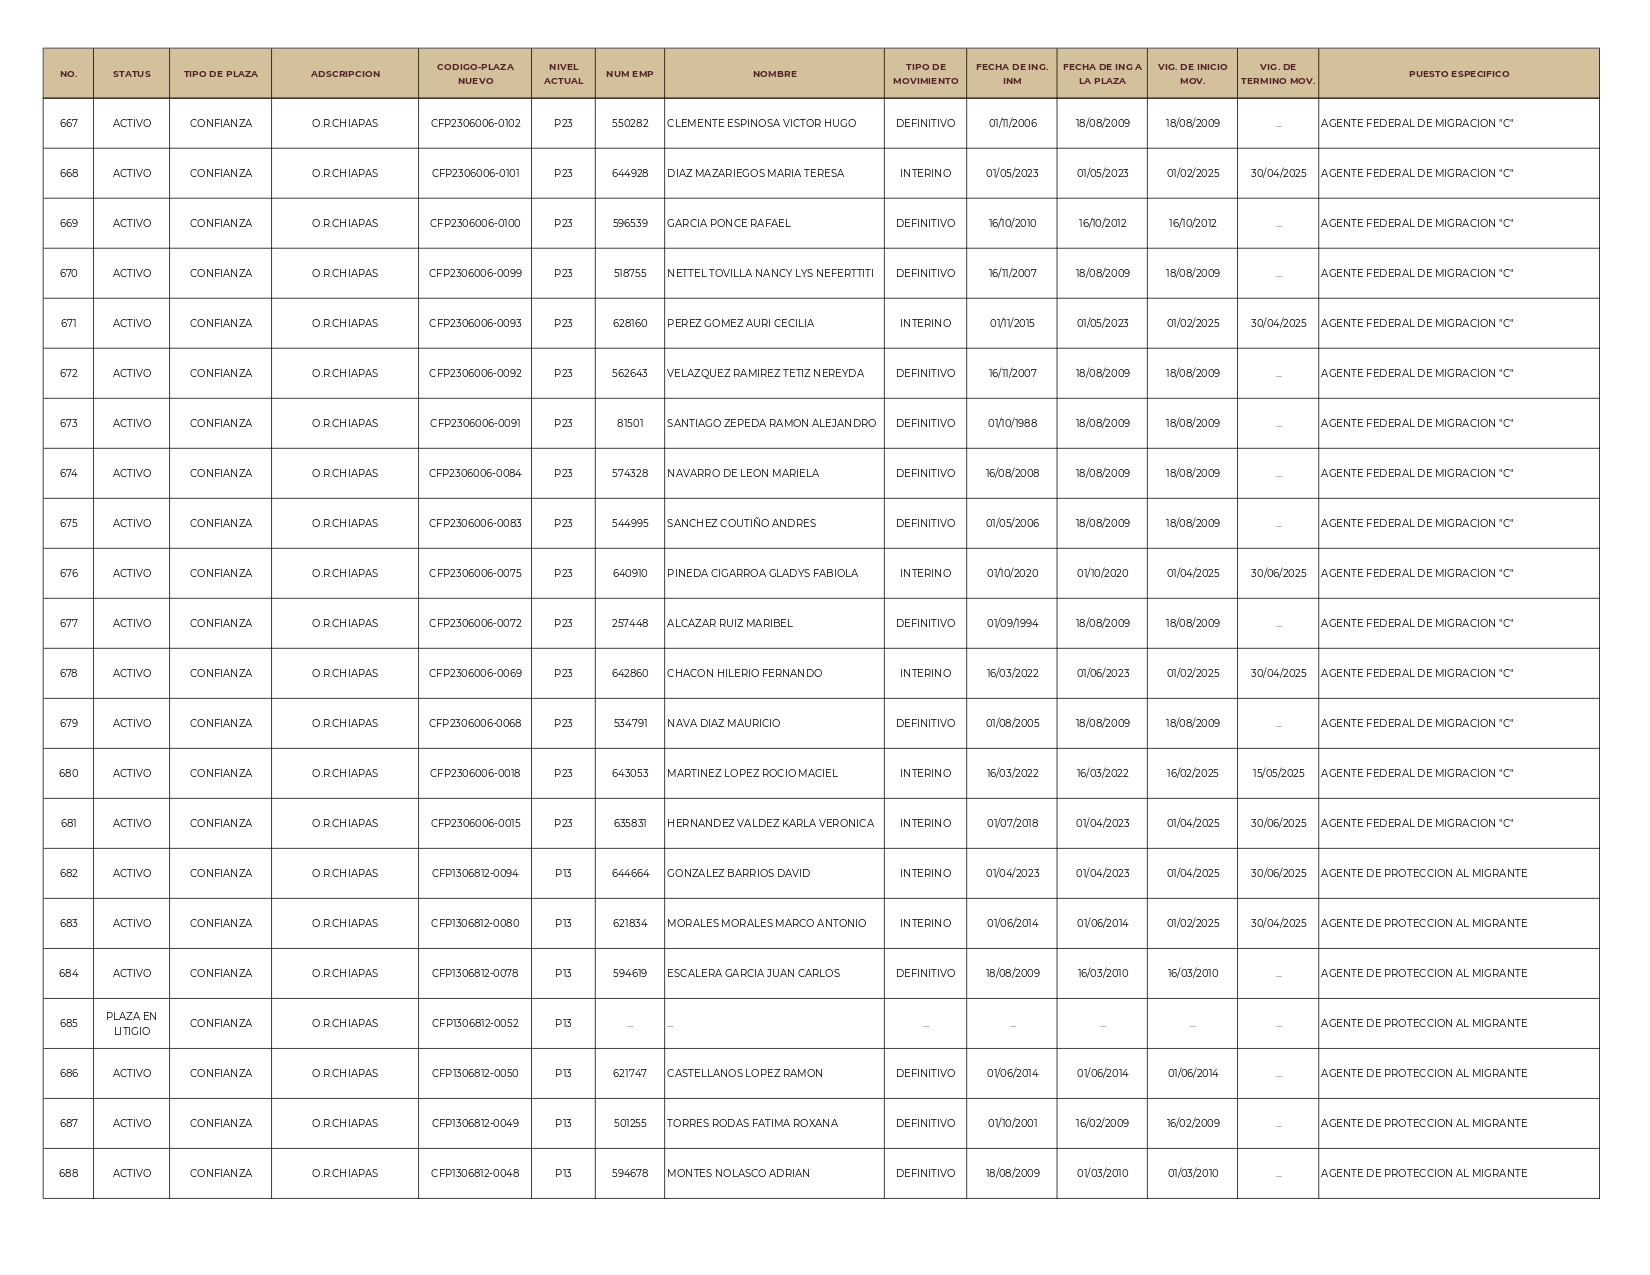 NO. STATUS TIPO DE PLAZA ADSCRIPCION CODIGO-PLAZA NUEVO NIVEL ACTUAL NUM EMP NOMBRE TIPO DE MOVIMIENTO FECHA DE ING. INM FECHA DE ING A LA PLAZA VIG. DE INICIO MOV. VIG. DE TERMINO MOV. PUESTO ESPECIFICO
667 ACTIVO CONFIANZA O.R.CHIAPAS CFP2306006-0102 P23 550282 CLEMENTE ESPINOSA VICTOR HUGO DEFINITIVO 01/11/2006 18/08/2009 18/08/2009 ... AGENTE FEDERAL DE MIGRACION "C"
668 ACTIVO CONFIANZA O.R.CHIAPAS CFP2306006-0101 P23 644928 DIAZ MAZARIEGOS MARIA TERESA INTERINO 01/05/2023 01/05/2023 01/02/2025 30/04/2025 AGENTE FEDERAL DE MIGRACION "C"
669 ACTIVO CONFIANZA O.R.CHIAPAS CFP2306006-0100 P23 596539 GARCIA PONCE RAFAEL DEFINITIVO 16/10/2010 16/10/2012 16/10/2012 ... AGENTE FEDERAL DE MIGRACION "C"
670 ACTIVO CONFIANZA O.R.CHIAPAS CFP2306006-0099 P23 518755 NETTEL TOVILLA NANCY LYS NEFERTTITI DEFINITIVO 16/11/2007 18/08/2009 18/08/2009 ... AGENTE FEDERAL DE MIGRACION "C"
671 ACTIVO CONFIANZA O.R.CHIAPAS CFP2306006-0093 P23 628160 PEREZ GOMEZ AURI CECILIA INTERINO 01/11/2015 01/05/2023 01/02/2025 30/04/2025 AGENTE FEDERAL DE MIGRACION "C"
672 ACTIVO CONFIANZA O.R.CHIAPAS CFP2306006-0092 P23 562643 VELAZQUEZ RAMIREZ TETIZ NEREYDA DEFINITIVO 16/11/2007 18/08/2009 18/08/2009 ... AGENTE FEDERAL DE MIGRACION "C"
673 ACTIVO CONFIANZA O.R.CHIAPAS CFP2306006-0091 P23 81501 SANTIAGO ZEPEDA RAMON ALEJANDRO DEFINITIVO 01/10/1988 18/08/2009 18/08/2009 ... AGENTE FEDERAL DE MIGRACION "C"
674 ACTIVO CONFIANZA O.R.CHIAPAS CFP2306006-0084 P23 574328 NAVARRO DE LEON MARIELA DEFINITIVO 16/08/2008 18/08/2009 18/08/2009 ... AGENTE FEDERAL DE MIGRACION "C"
675 ACTIVO CONFIANZA O.R.CHIAPAS CFP2306006-0083 P23 544995 SANCHEZ COUTIÑO ANDRES DEFINITIVO 01/05/2006 18/08/2009 18/08/2009 ... AGENTE FEDERAL DE MIGRACION "C"
676 ACTIVO CONFIANZA O.R.CHIAPAS CFP2306006-0075 P23 640910 PINEDA CIGARROA GLADYS FABIOLA INTERINO 01/10/2020 01/10/2020 01/04/2025 30/06/2025 AGENTE FEDERAL DE MIGRACION "C"
677 ACTIVO CONFIANZA O.R.CHIAPAS CFP2306006-0072 P23 257448 ALCAZAR RUIZ MARIBEL DEFINITIVO 01/09/1994 18/08/2009 18/08/2009 ... AGENTE FEDERAL DE MIGRACION "C"
678 ACTIVO CONFIANZA O.R.CHIAPAS CFP2306006-0069 P23 642860 CHACON HILERIO FERNANDO INTERINO 16/03/2022 01/06/2023 01/02/2025 30/04/2025 AGENTE FEDERAL DE MIGRACION "C"
679 ACTIVO CONFIANZA O.R.CHIAPAS CFP2306006-0068 P23 534791 NAVA DIAZ MAURICIO DEFINITIVO 01/08/2005 18/08/2009 18/08/2009 ... AGENTE FEDERAL DE MIGRACION "C"
680 ACTIVO CONFIANZA O.R.CHIAPAS CFP2306006-0018 P23 643053 MARTINEZ LOPEZ ROCIO MACIEL INTERINO 16/03/2022 16/03/2022 16/02/2025 15/05/2025 AGENTE FEDERAL DE MIGRACION "C"
681 ACTIVO CONFIANZA O.R.CHIAPAS CFP2306006-0015 P23 635831 HERNANDEZ VALDEZ KARLA VERONICA INTERINO 01/07/2018 01/04/2023 01/04/2025 30/06/2025 AGENTE FEDERAL DE MIGRACION "C"
682 ACTIVO CONFIANZA O.R.CHIAPAS CFP1306812-0094 P13 644664 GONZALEZ BARRIOS DAVID INTERINO 01/04/2023 01/04/2023 01/04/2025 30/06/2025 AGENTE DE PROTECCION AL MIGRANTE
683 ACTIVO CONFIANZA O.R.CHIAPAS CFP1306812-0080 P13 621834 MORALES MORALES MARCO ANTONIO INTERINO 01/06/2014 01/06/2014 01/02/2025 30/04/2025 AGENTE DE PROTECCION AL MIGRANTE
684 ACTIVO CONFIANZA O.R.CHIAPAS CFP1306812-0078 P13 594619 ESCALERA GARCIA JUAN CARLOS DEFINITIVO 18/08/2009 16/03/2010 16/03/2010 ... AGENTE DE PROTECCION AL MIGRANTE
685 PLAZA EN LITIGIO CONFIANZA O.R.CHIAPAS CFP1306812-0052 P13 ... ... ... ... ... ... ... AGENTE DE PROTECCION AL MIGRANTE
686 ACTIVO CONFIANZA O.R.CHIAPAS CFP1306812-0050 P13 621747 CASTELLANOS LOPEZ RAMON DEFINITIVO 01/06/2014 01/06/2014 01/06/2014 ... AGENTE DE PROTECCION AL MIGRANTE
687 ACTIVO CONFIANZA O.R.CHIAPAS CFP1306812-0049 P13 501255 TORRES RODAS FATIMA ROXANA DEFINITIVO 01/10/2001 16/02/2009 16/02/2009 ... AGENTE DE PROTECCION AL MIGRANTE
688 ACTIVO CONFIANZA O.R.CHIAPAS CFP1306812-0048 P13 594678 MONTES NOLASCO ADRIAN DEFINITIVO 18/08/2009 01/03/2010 01/03/2010 ... AGENTE DE PROTECCION AL MIGRANTE